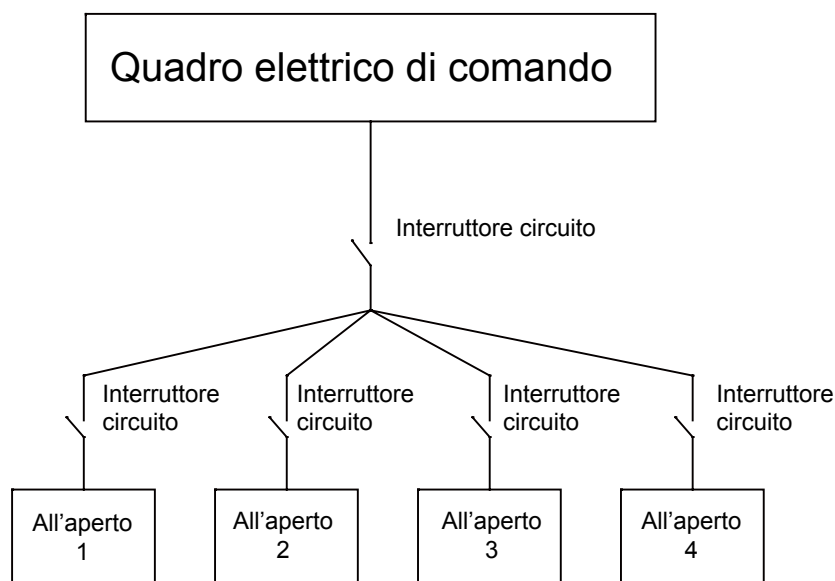 Quadro elettrico di comando
Interruttore circuito
Interruttore
circuito
Interruttore
circuito
Interruttore
circuito
Interruttore
circuito
All'aperto
1
All'aperto
2
All'aperto
3
All'aperto
4